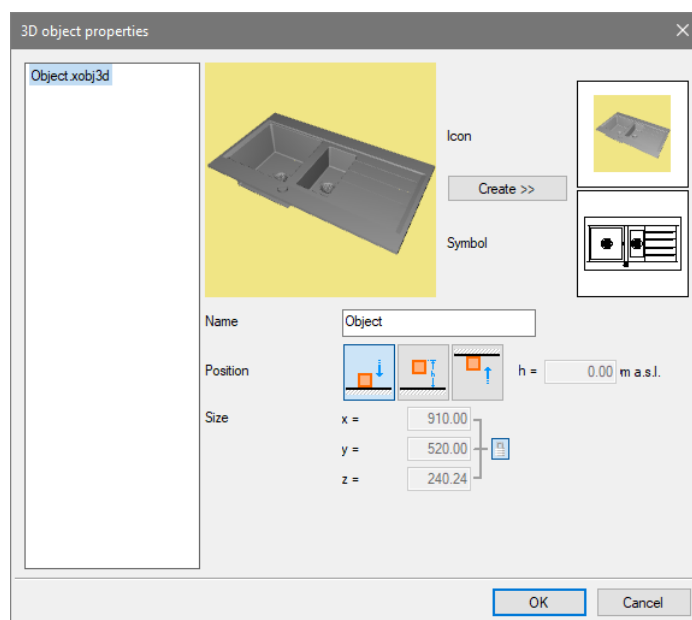 3D object properties
Object.xobj3d
Icon
Create >>
Symbol
Name
Object
Position
h =
0.00 m a.s.l.
Size
x =
910.00
y =
520.00
z =
240.24
OK
Cancel